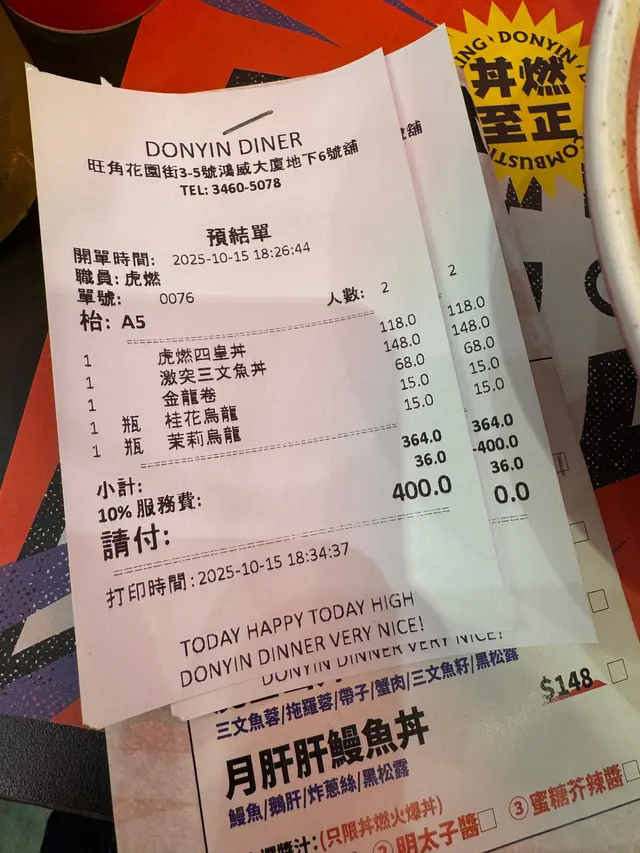 DONYIN DINER
旺角花園街3-5號鴻威大廈地下6號舖
TEL: 3460-5078
預結單
開單時間: 2025-10-15 18:26:44
職員: 虎燃
單號: 0076 人數: 2
枱: A5
1 虎燃四皇丼 118.0
1 激突三文魚丼 148.0
1 金龍卷 68.0
1 瓶 桂花烏龍 15.0
1 瓶 茉莉烏龍 15.0
小計: 364.0
10% 服務費: 36.0
請付: 400.0
打印時間: 2025-10-15 18:34:37
TODAY HAPPY TODAY HIGH
DONYIN DINNER VERY NICE!
號舖
2
118.0
148.0
68.0
15.0
15.0
364.0
-400.0
36.0
0.0
DONYIN DINNER VERY NICE!
DONYIN
丼燃
至正
三文魚蓉/拖羅蓉/帶子/蟹肉/三文魚籽/黑松露
$148
月肝肝鰻魚丼
鰻魚/鵝肝/炸蔥絲/黑松露
醬汁:(只限丼燃火爆丼)
② 明太子醬
③ 蜜糖芥辣醬